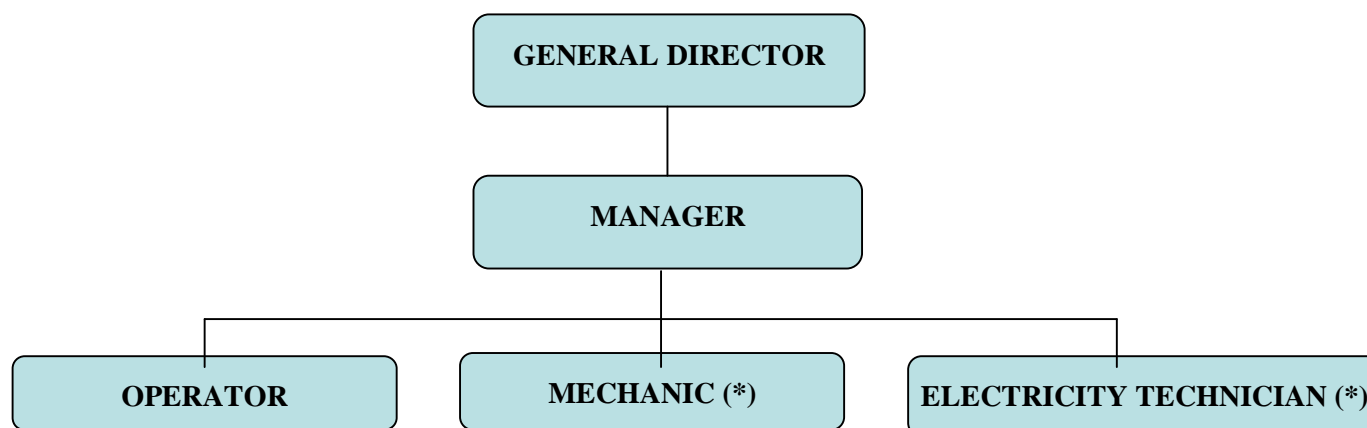 GENERAL DIRECTOR
MANAGER
OPERATOR
MECHANIC (*)
ELECTRICITY TECHNICIAN (*)